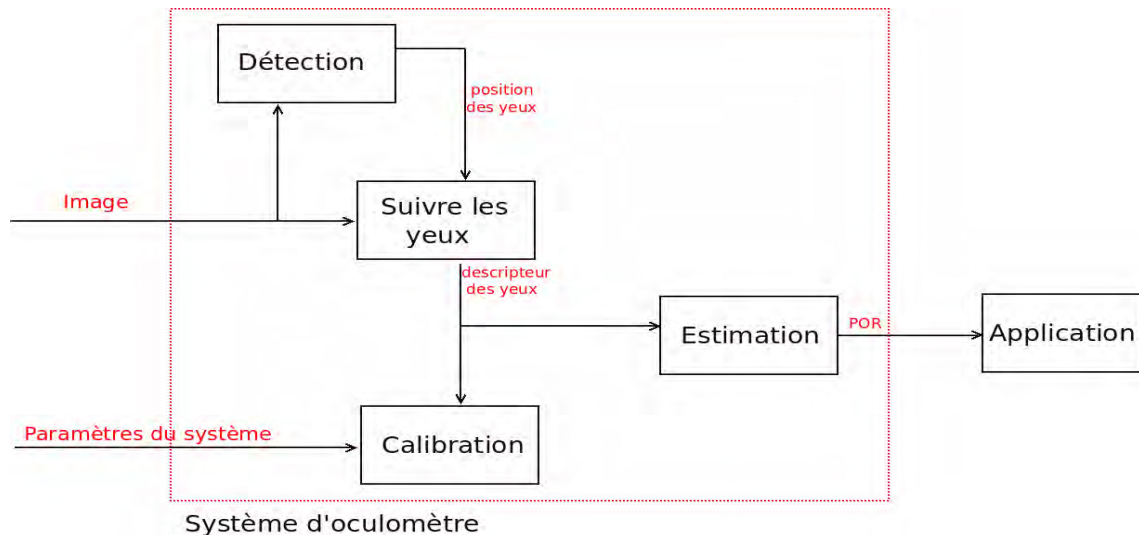 Détection
position
des yeux
Image
Suivre les
yeux
descripteur
des yeux
Estimation
POR
Application
Paramètres du système
Calibration
Système d'oculomètre